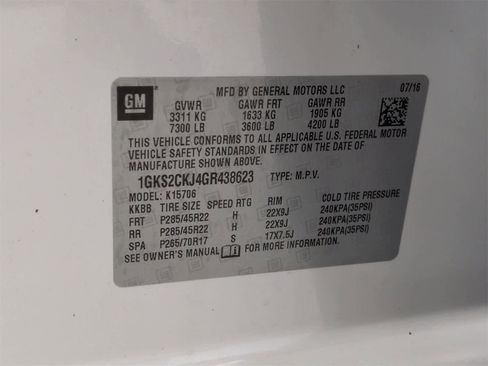 GM
MFD BY GENERAL MOTORS LLC 07/16
GVWR GAWR FRT GAWR RR
3311 KG 1633 KG 1905 KG
7300 LB 3600 LB 4200 LB
THIS VEHICLE CONFORMS TO ALL APPLICABLE U.S. FEDERAL MOTOR
VEHICLE SAFETY STANDARDS IN EFFECT ON THE DATE OF
MANUFACTURE SHOWN ABOVE.
1GKS2CKJ4GR438623 TYPE: M.P.V.
MODEL: K15706
KKBB TIRE SIZE SPEED RTG RIM COLD TIRE PRESSURE
FRT P285/45R22 H 22X9J 240KPA(35PSI)
RR P285/45R22 H 22X9J 240KPA(35PSI)
SPA P265/70R17 S 17X7.5J 240KPA(35PSI)
SEE OWNER'S MANUAL FOR MORE INFORMATION.